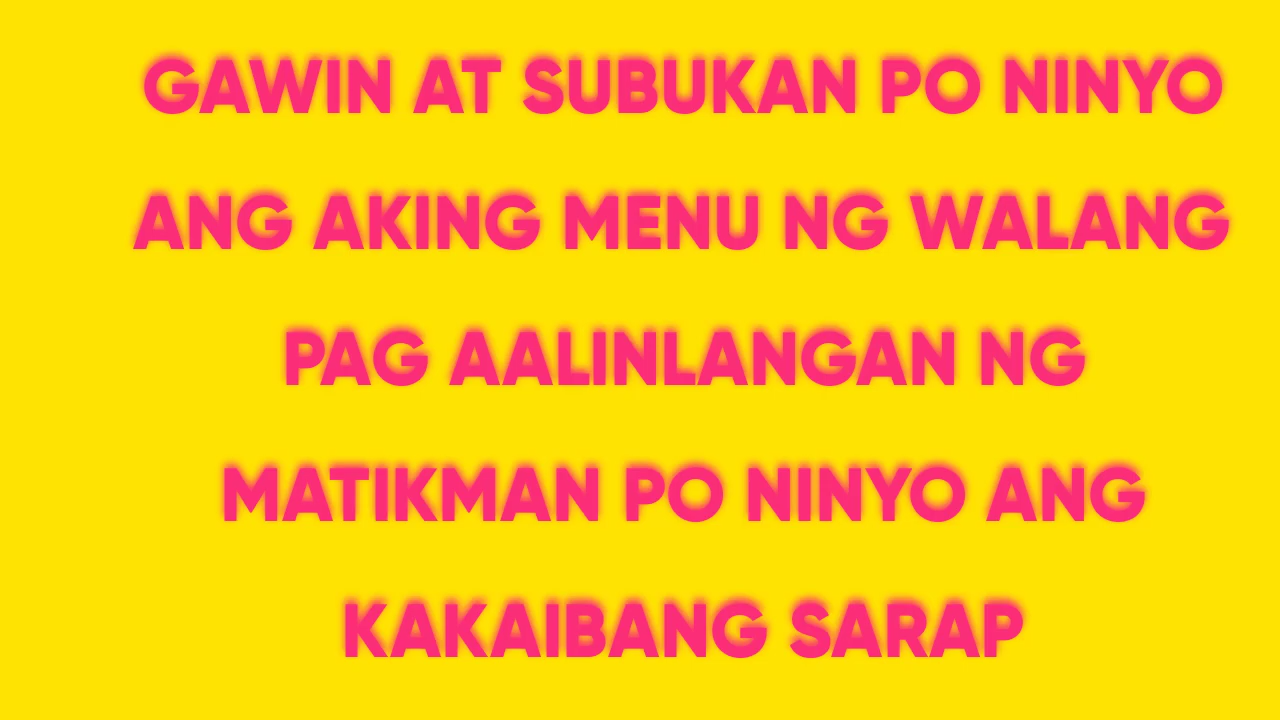 GAWIN AT SUBUKAN PO NINYO
ANG AKING MENU NG WALANG
PAG AALINLANGAN NG
MATIKMAN PO NINYO ANG
KAKAIBANG SARAP